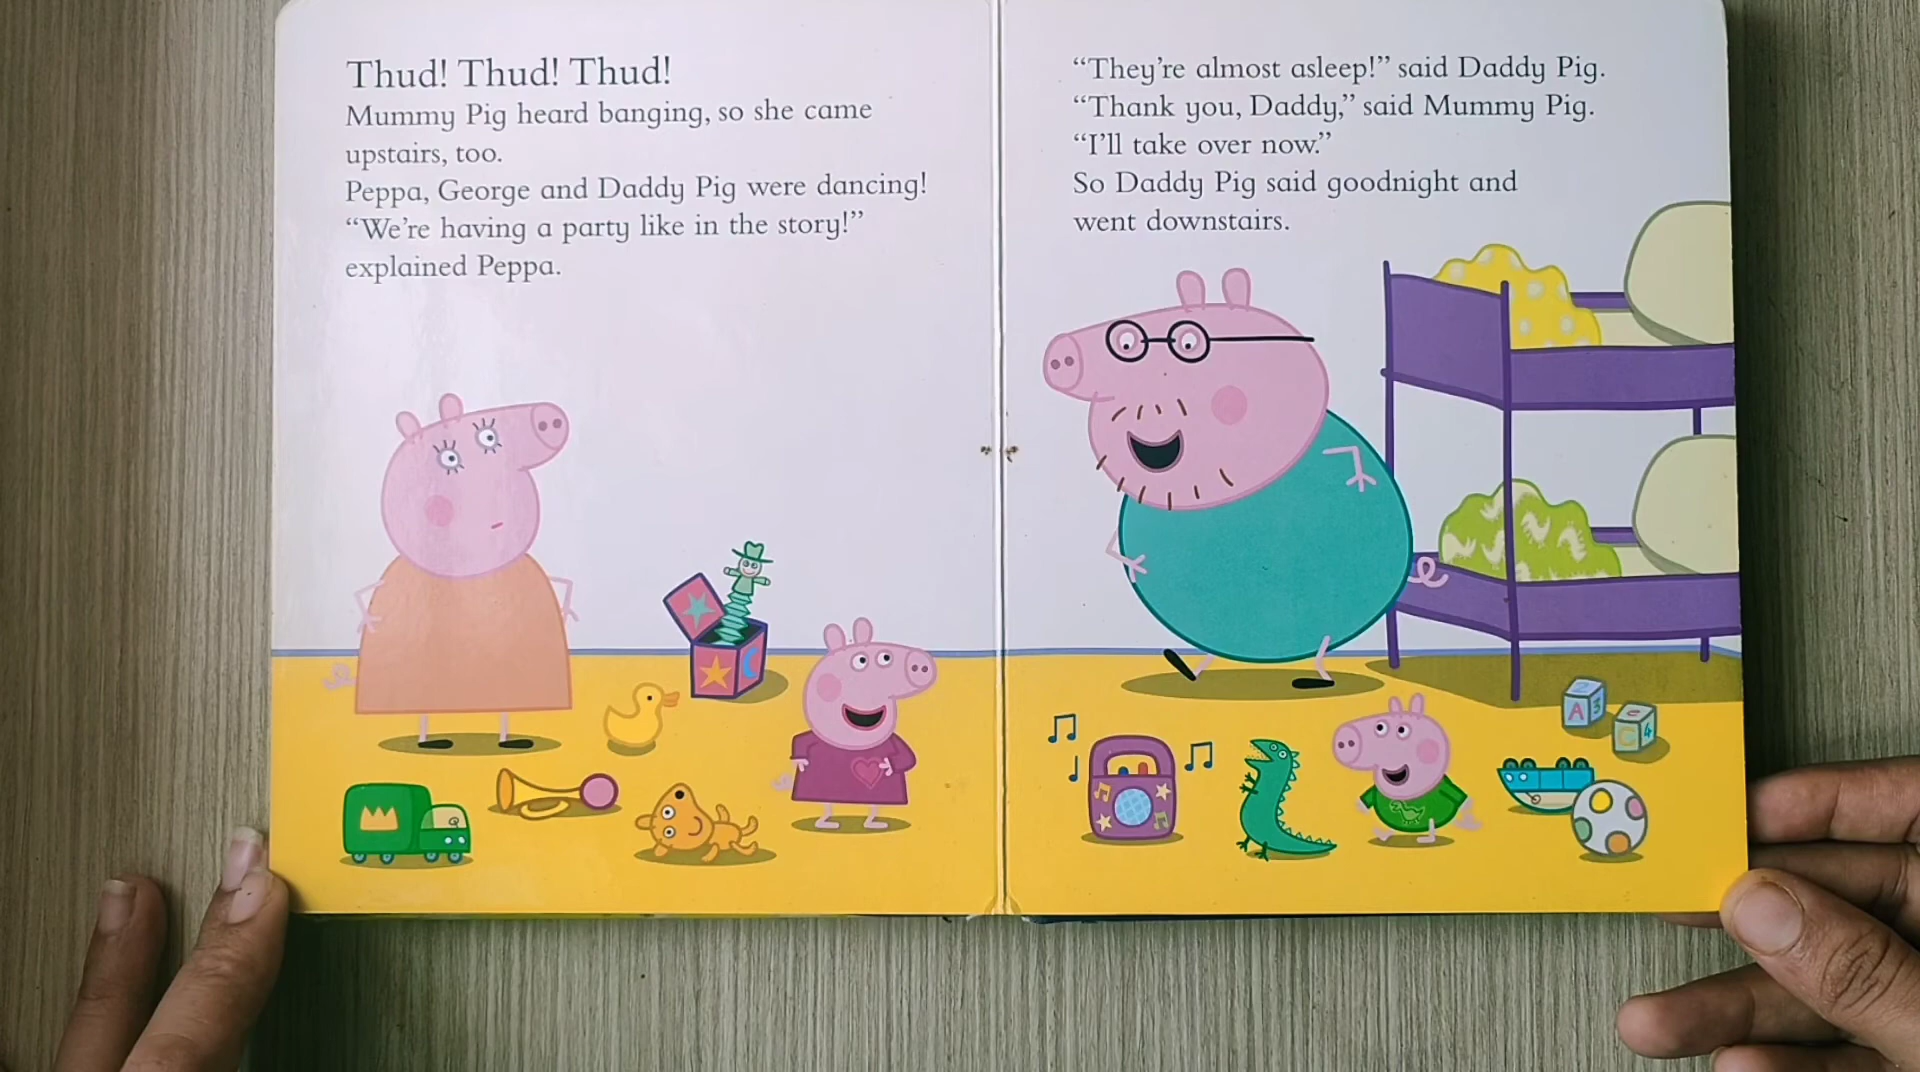 Thud! Thud! Thud!
Mummy Pig heard banging, so she came
upstairs, too.
Peppa, George and Daddy Pig were dancing!
“We’re having a party like in the story!”
explained Peppa.
“They’re almost asleep!” said Daddy Pig.
“Thank you, Daddy,” said Mummy Pig.
“I’ll take over now.”
So Daddy Pig said goodnight and
went downstairs.
A 3
4